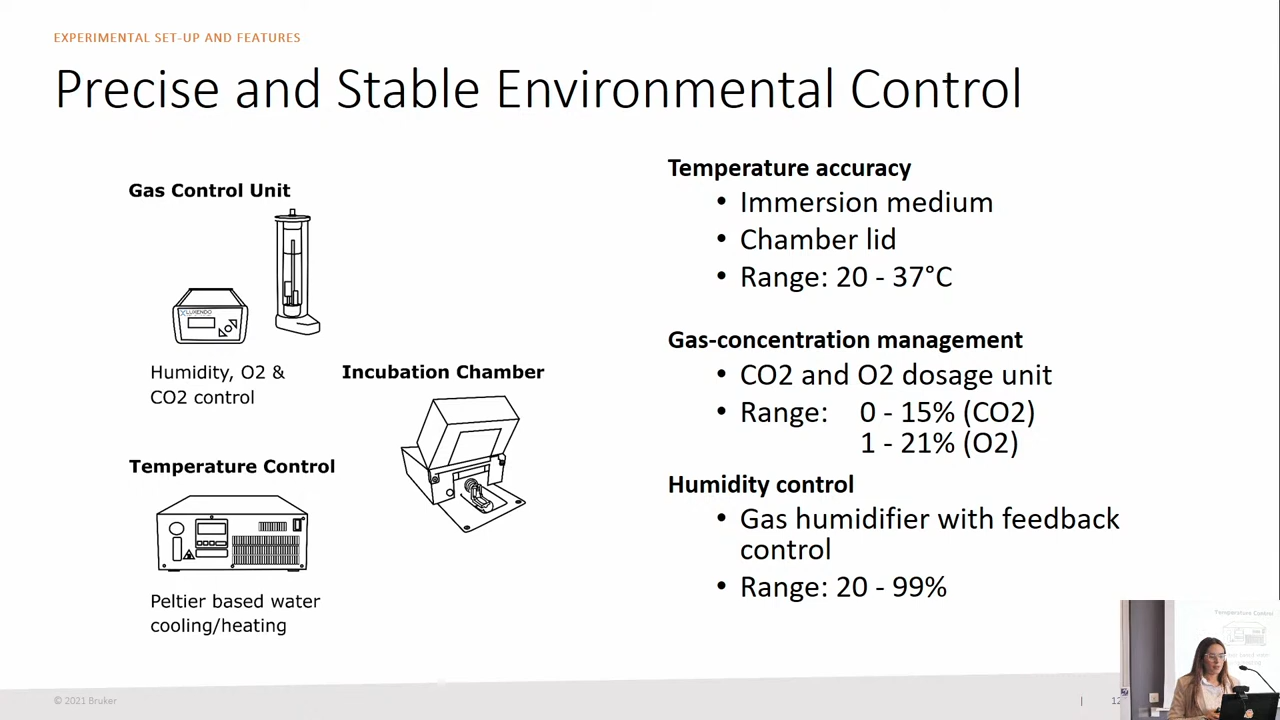 EXPERIMENTAL SET-UP AND FEATURES
Precise and Stable Environmental Control
Gas Control Unit
LUXENDO
Humidity, O2 &
CO2 control
Incubation Chamber
Temperature Control
Peltier based water
cooling/heating
Temperature accuracy
• Immersion medium
• Chamber lid
• Range: 20 - 37°C
Gas-concentration management
• CO2 and O2 dosage unit
• Range: 0 - 15% (CO2)
1 - 21% (O2)
Humidity control
• Gas humidifier with feedback
control
• Range: 20 - 99%
© 2021 Bruker
Temperature Control